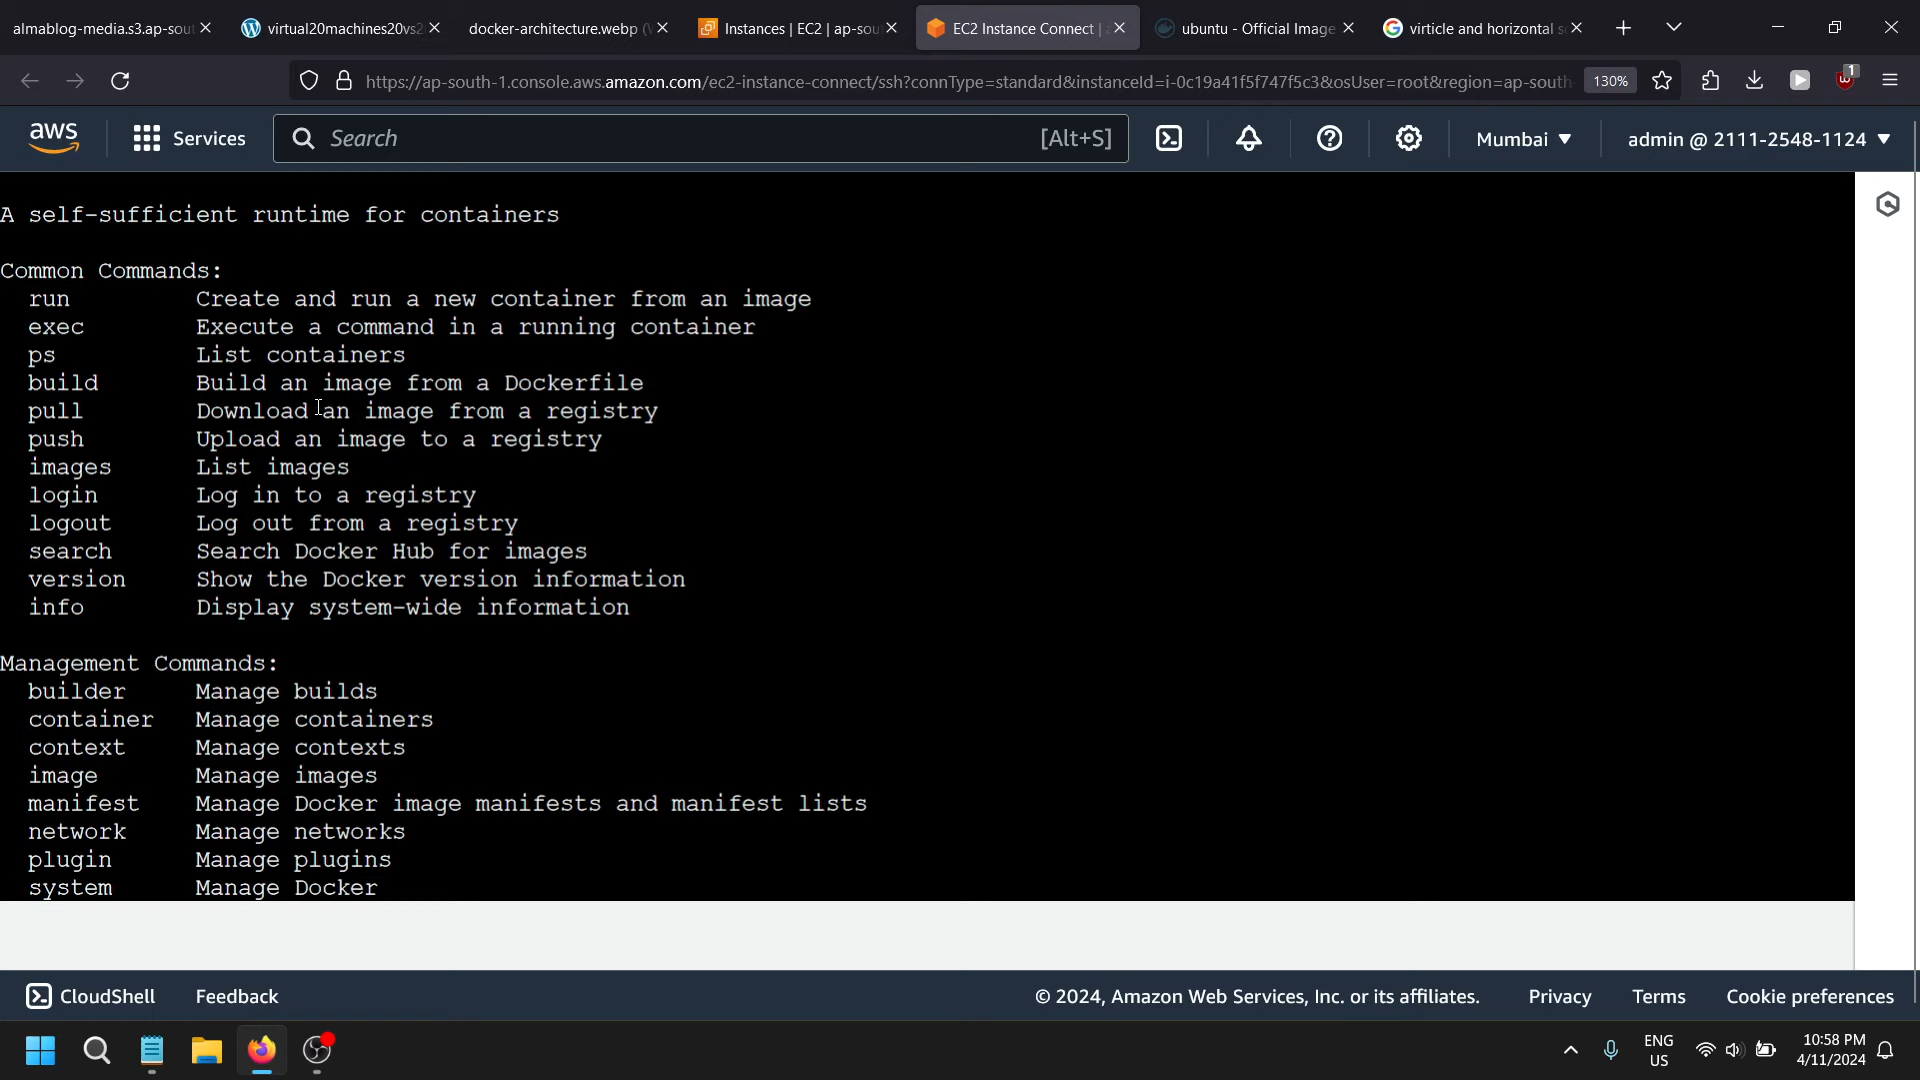 almablog-media.s3.ap-sout
virtual20machines20vs2
docker-architecture.webp (
Instances | EC2 | ap-sou
EC2 Instance Connect |
ubuntu - Official Image
virticle and horizontal s
https://ap-south-1.console.aws.amazon.com/ec2-instance-connect/ssh?connType=standard&instanceId=i-0c19a41f5f747f5c3&osUser=root&region=ap-south-
130%
1
aws
Services
Search
[Alt+S]
Mumbai
admin @ 2111-2548-1124
A self-sufficient runtime for containers
Common Commands:
run Create and run a new container from an image
exec Execute a command in a running container
ps List containers
build Build an image from a Dockerfile
pull Download an image from a registry
push Upload an image to a registry
images List images
login Log in to a registry
logout Log out from a registry
search Search Docker Hub for images
version Show the Docker version information
info Display system-wide information
Management Commands:
builder Manage builds
container Manage containers
context Manage contexts
image Manage images
manifest Manage Docker image manifests and manifest lists
network Manage networks
plugin Manage plugins
system Manage Docker
CloudShell
Feedback
© 2024, Amazon Web Services, Inc. or its affiliates.
Privacy
Terms
Cookie preferences
ENG
US
10:58 PM
4/11/2024